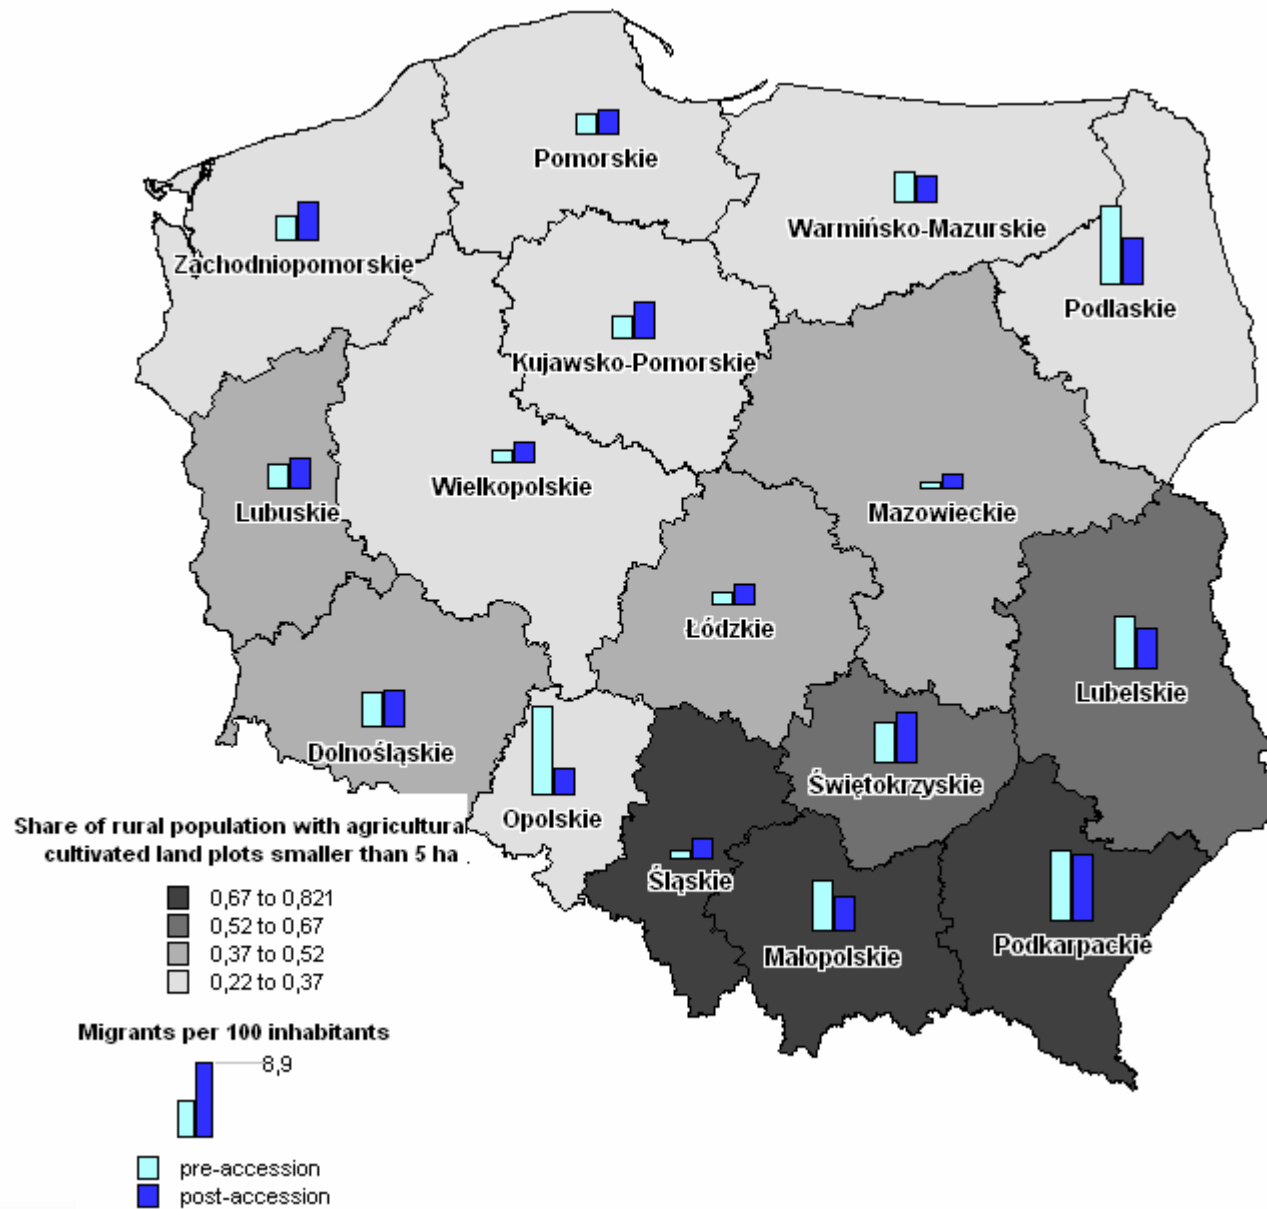 Pomorskie
Warmińsko-Mazurskie
Zachodniopomorskie
Podlaskie
Kujawsko-Pomorskie
Wielkopolskie
Lubuskie
Mazowieckie
Łódzkie
Lubelskie
Dolnośląskie
Świętokrzyskie
Opolskie
Śląskie
Małopolskie
Podkarpackie
Share of rural population with agricultura
cultivated land plots smaller than 5 ha
0,67 to 0,821
0,52 to 0,67
0,37 to 0,52
0,22 to 0,37
Migrants per 100 inhabitants
8,9
pre-accession
post-accession